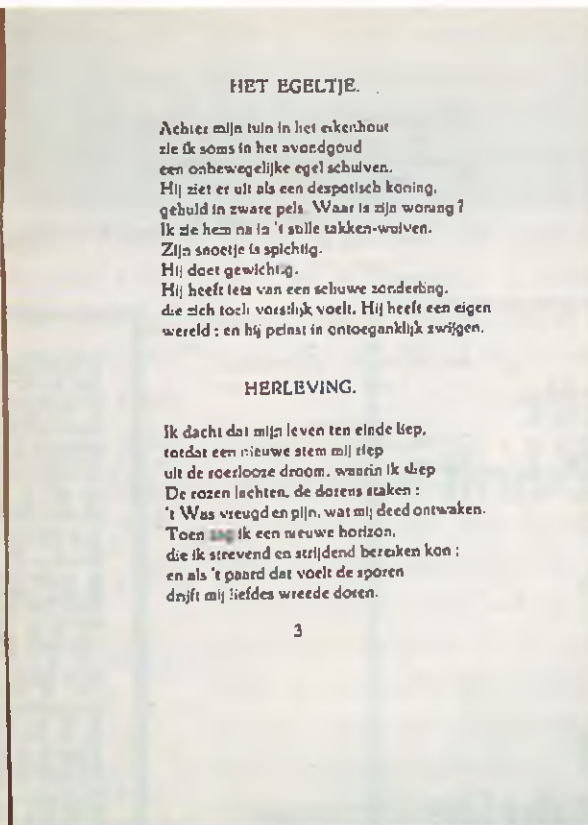 HET EGELTJE.
Achter mijn tuin in het eikenhout
zie ik soms in het avondgoud
een onbewegelijke egel schuiven.
Hij ziet er uit als een despotisch koning,
gehuld in zware pels. Waar is zijn woning?
Ik zie hem na in 't stille takken-wuiven.
Zijn snoetje is spichtig.
Hij doet gewichtig.
Hij heeft iets van een schuwe zonderling,
die zich toch vorstlijk voelt. Hij heeft een eigen
wereld: en hij peinst in ontoeganklijk zwijgen.
HERLEVING.
Ik dacht dat mijn leven ten einde liep,
totdat een nieuwe stem mij riep
uit de roerlooze droom, waarin ik sliep
De rozen lachten, de dorens staken:
't Was vreugd en pijn, wat mij deed ontwaken.
Toen zag ik een nieuwe horizon,
die ik strevend en strijdend bereiken kon;
en als 't paard dat voelt de sporen
drijft mij liefdes wreede doren.
3